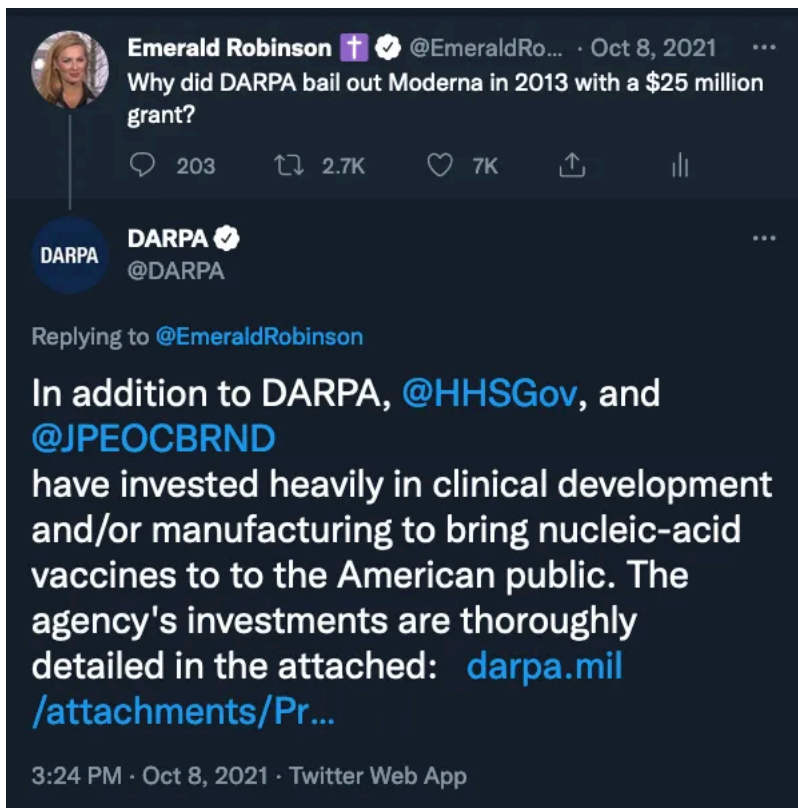 Emerald Robinson ✝️ @EmeraldRo... · Oct 8, 2021
Why did DARPA bail out Moderna in 2013 with a $25 million
grant?
203 2.7K 7K
DARPA
DARPA
@DARPA
Replying to @EmeraldRobinson
In addition to DARPA, @HHSGov, and
@JPEOCBRND
have invested heavily in clinical development
and/or manufacturing to bring nucleic-acid
vaccines to to the American public. The
agency's investments are thoroughly
detailed in the attached: darpa.mil
/attachments/Pr...
3:24 PM · Oct 8, 2021 · Twitter Web App